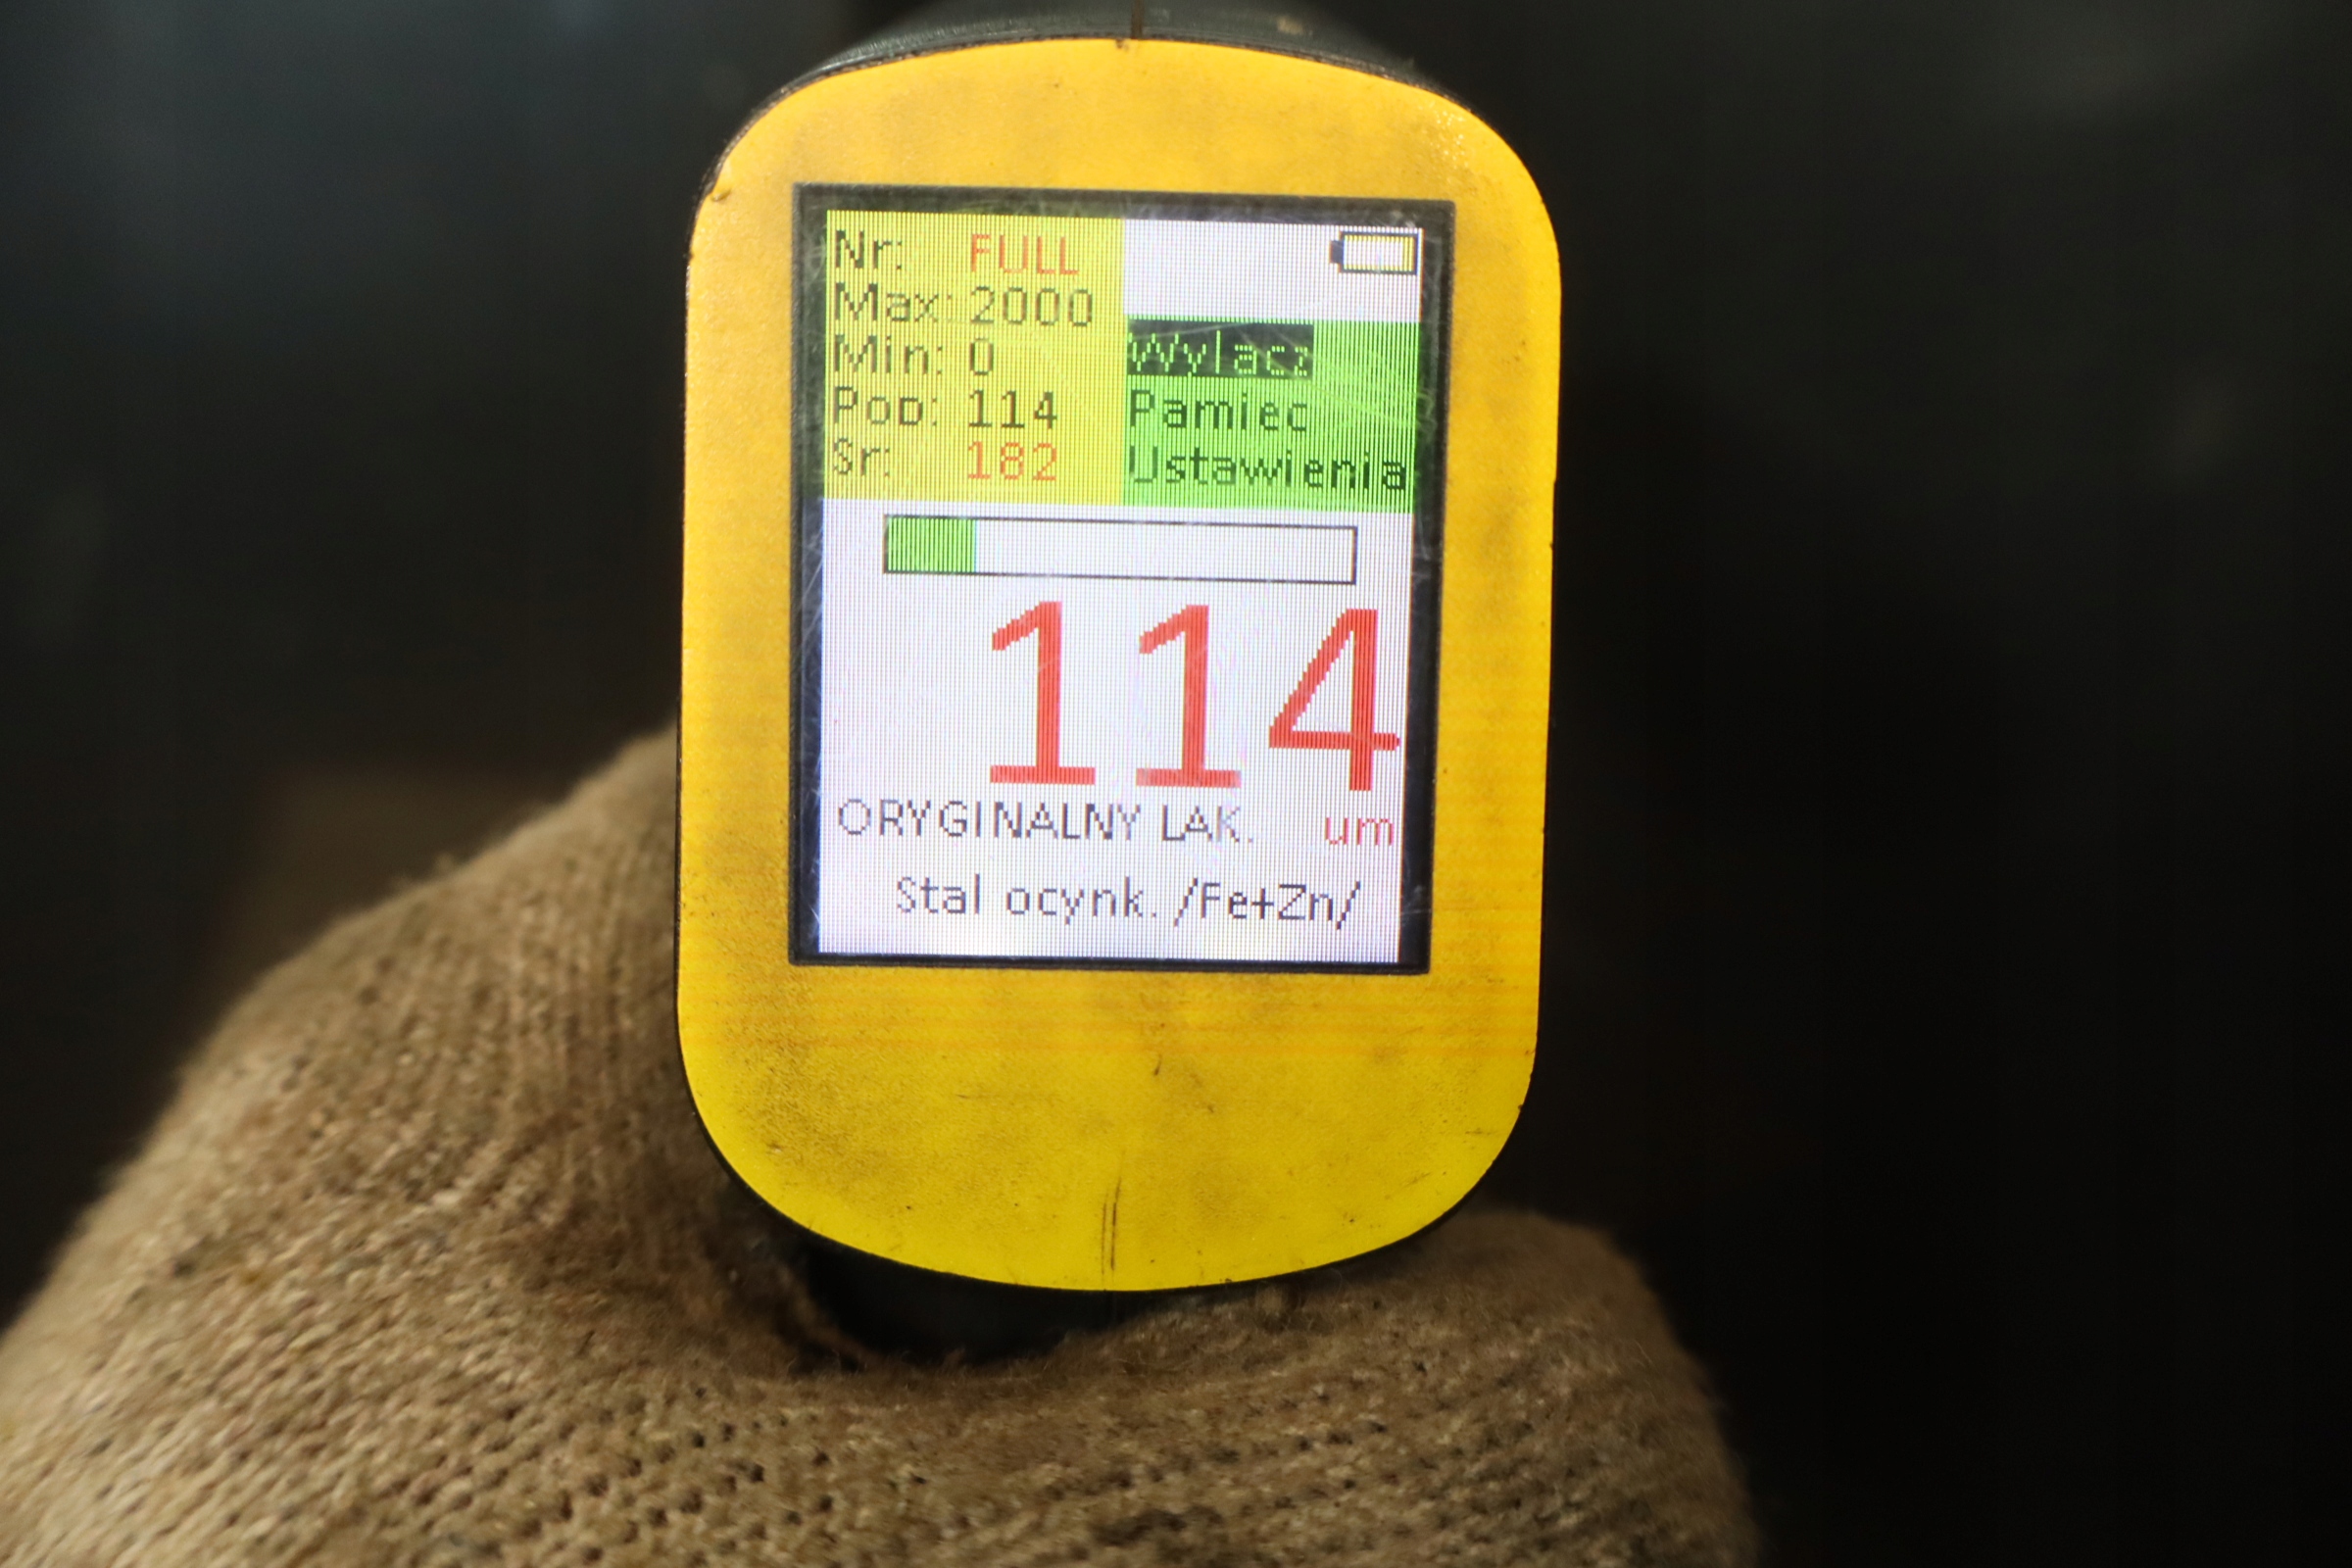 Nr: FULL
Max: 2000
Min: 0
Pop: 114
Sr: 182
Wylacz
Pamiec
Ustawienia
114
ORYGINALNY LAK. um
Stal ocynk. /Fe+Zn/